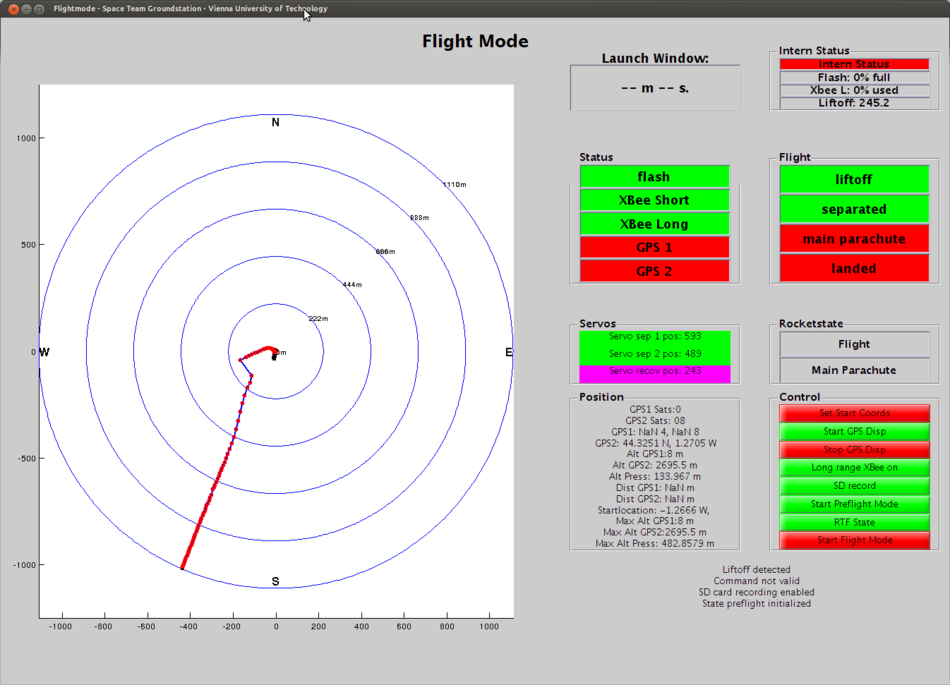 Flightmode - Space Team Groundstation - Vienna University of Technology
Flight Mode
Launch Window:
-- m -- s.
Intern Status
Intern Status
Flash: 0% full
Xbee L: 0% used
Liftoff: 245.2
Status
flash
XBee Short
XBee Long
GPS 1
GPS 2
Flight
liftoff
separated
main parachute
landed
Servos
Servo sep 1 pos: 593
Servo sep 2 pos: 489
Servo recov pos: 243
Rocketstate
Flight
Main Parachute
Position
GPS1 Sats:0
GPS2 Sats: 08
GPS1: NaN 4, NaN 8
GPS2: 44.3251 N, 1.2705 W
Alt GPS1:8 m
Alt GPS2: 2695.5 m
Alt Press: 133.967 m
Dist GPS1: NaN m
Dist GPS2: NaN m
Startlocation: −1.2666 W,
Max Alt GPS1:8 m
Max Alt GPS2:2695.5 m
Max Alt Press: 482.8579 m
Control
Set Start Coords
Start GPS Disp
Stop GPS Disp
Long range XBee on
SD record
Start Preflight Mode
RTF State
Start Flight Mode
Liftoff detected
Command not valid
SD card recording enabled
State preflight initialized
N
1110m
888m
666m
444m
222m
W
E
S
1000
500
0
-500
-1000
-1000 -800 -600 -400 -200 0 200 400 600 800 1000